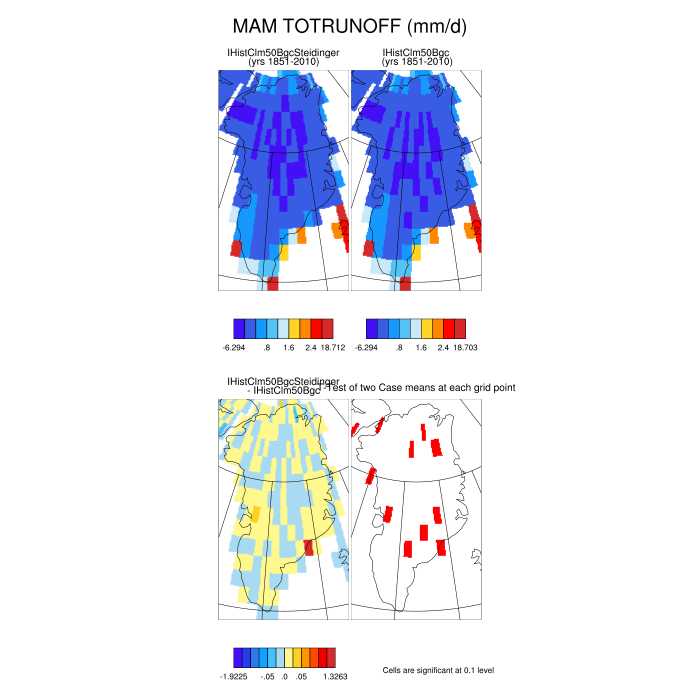 MAM TOTRUNOFF (mm/d)
IHistClm50BgcSteidinger
(yrs 1851-2010)
IHistClm50Bgc
(yrs 1851-2010)
-6.294 .8 1.6 2.4 18.712
-6.294 .8 1.6 2.4 18.703
IHistClm50BgcSteidinger
- IHistClm50Bgc
T-Test of two Case means at each grid point
-1.9225 -.05 .0 .05 1.3263
Cells are significant at 0.1 level